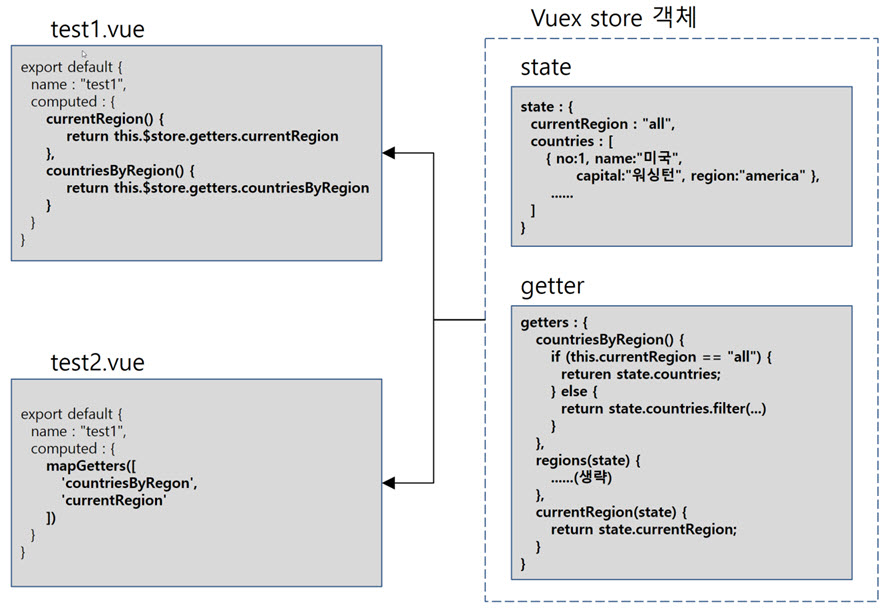 test1.vue
export default {
name : "test1",
computed : {
currentRegion() {
return this.$store.getters.currentRegion
},
countriesByRegion() {
return this.$store.getters.countriesByRegion
}
}
}
test2.vue
export default {
name : "test1",
computed : {
mapGetters([
'countriesByRegon',
'currentRegion'
])
}
}
Vuex store 객체
state
state : {
currentRegion : "all",
countries : [
{ no:1, name:"미국",
capital:"워싱턴", region:"america" },
......
]
}
getter
getters : {
countriesByRegion() {
if (this.currentRegion == "all") {
returen state.countries;
} else {
return state.countries.filter(...)
}
},
regions(state) {
......(생략)
},
currentRegion(state) {
return state.currentRegion;
}
}